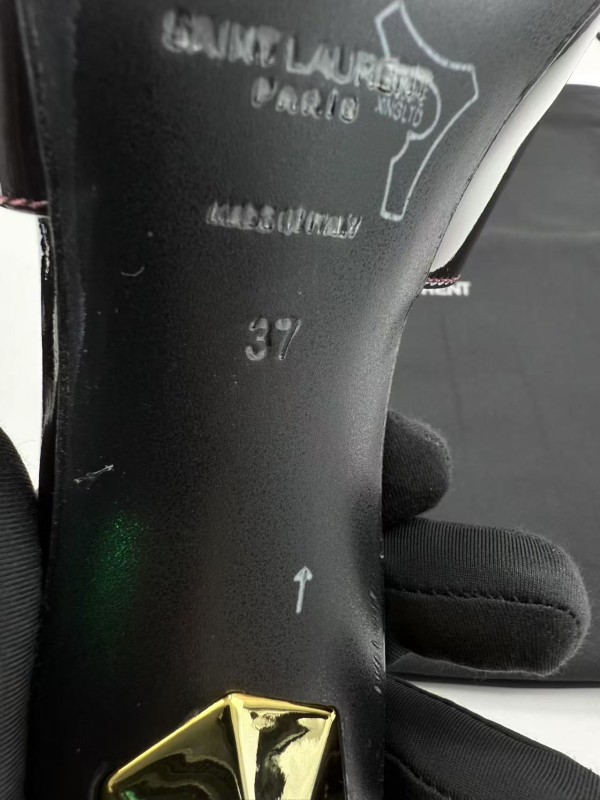 SAINT LAURENT
PARIS
MADE IN ITALY
37